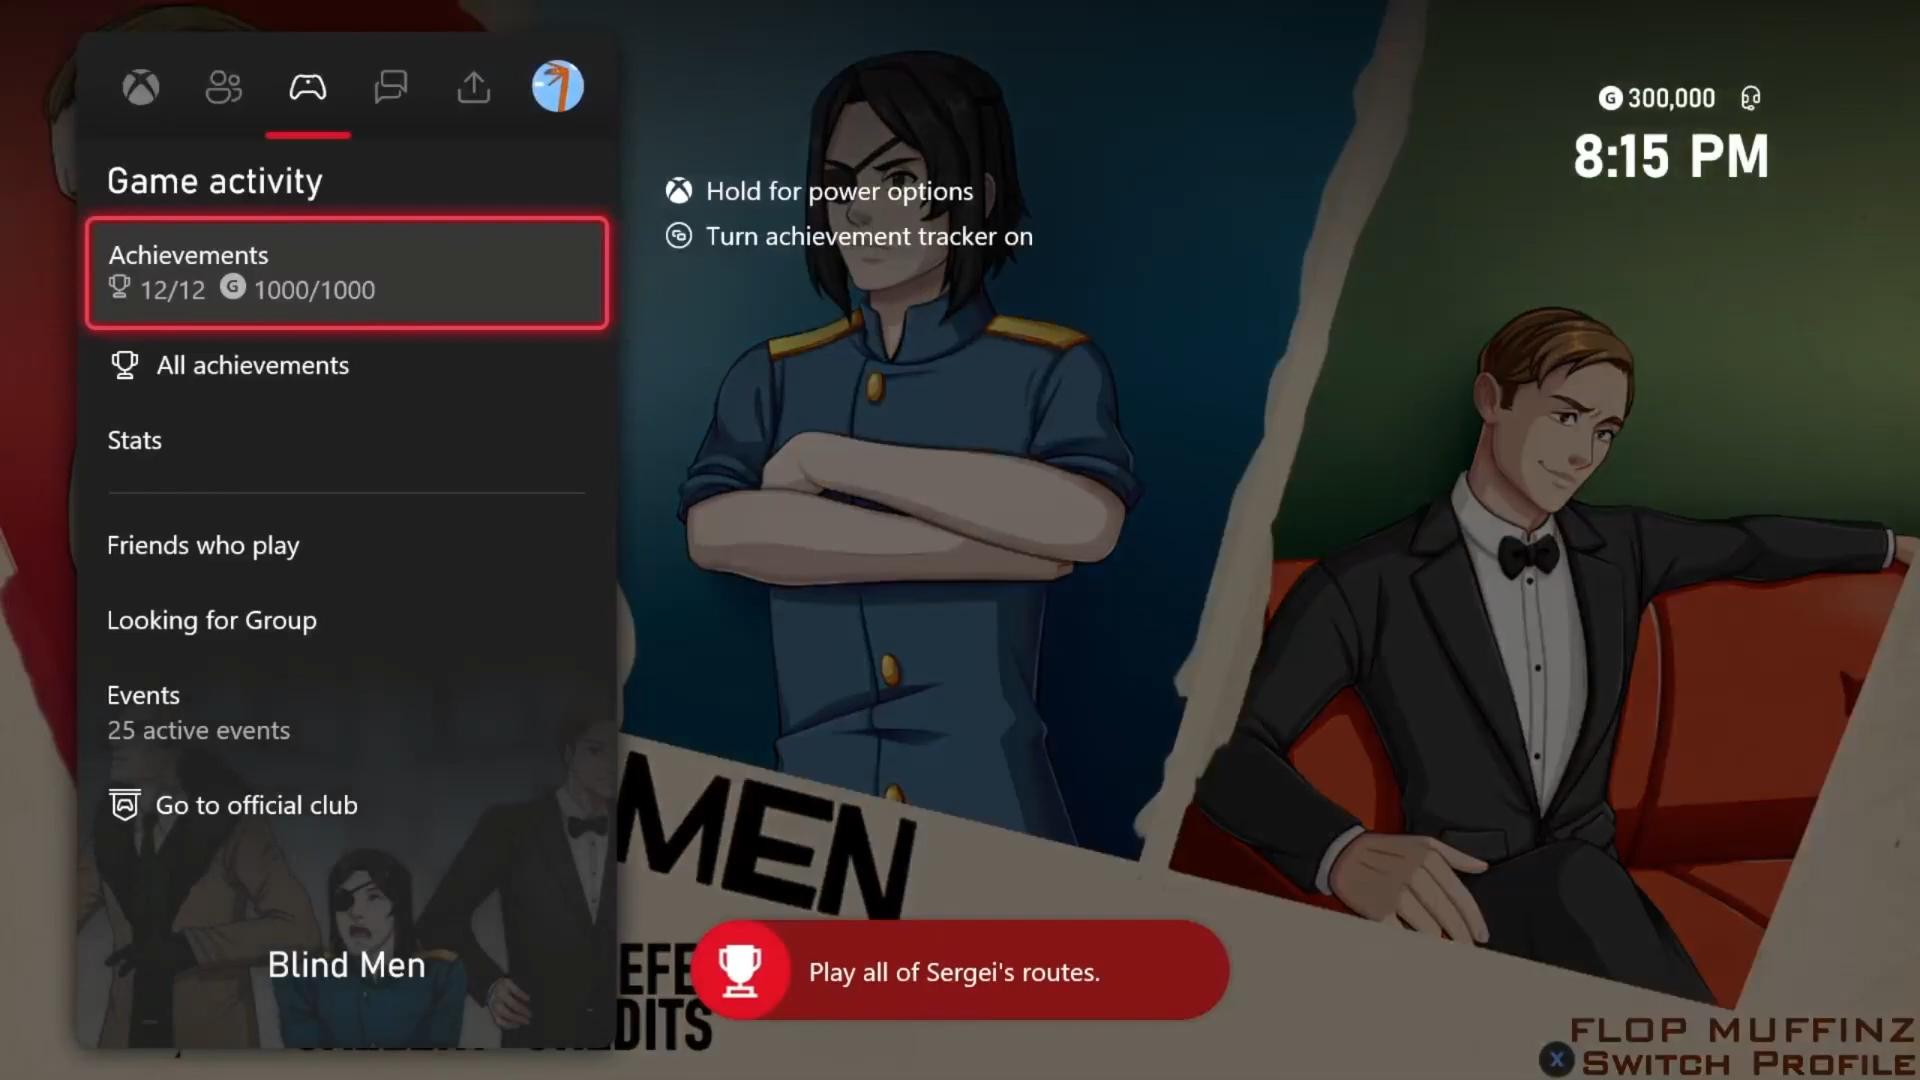 G 300,000
8:15 PM
Game activity
Achievements
12/12 G 1000/1000
All achievements
Stats
Friends who play
Looking for Group
Events
25 active events
Go to official club
Blind Men
Hold for power options
Turn achievement tracker on
MEN
Play all of Sergei's routes.
FLOP MUFFINZ
X SWITCH PROFILE